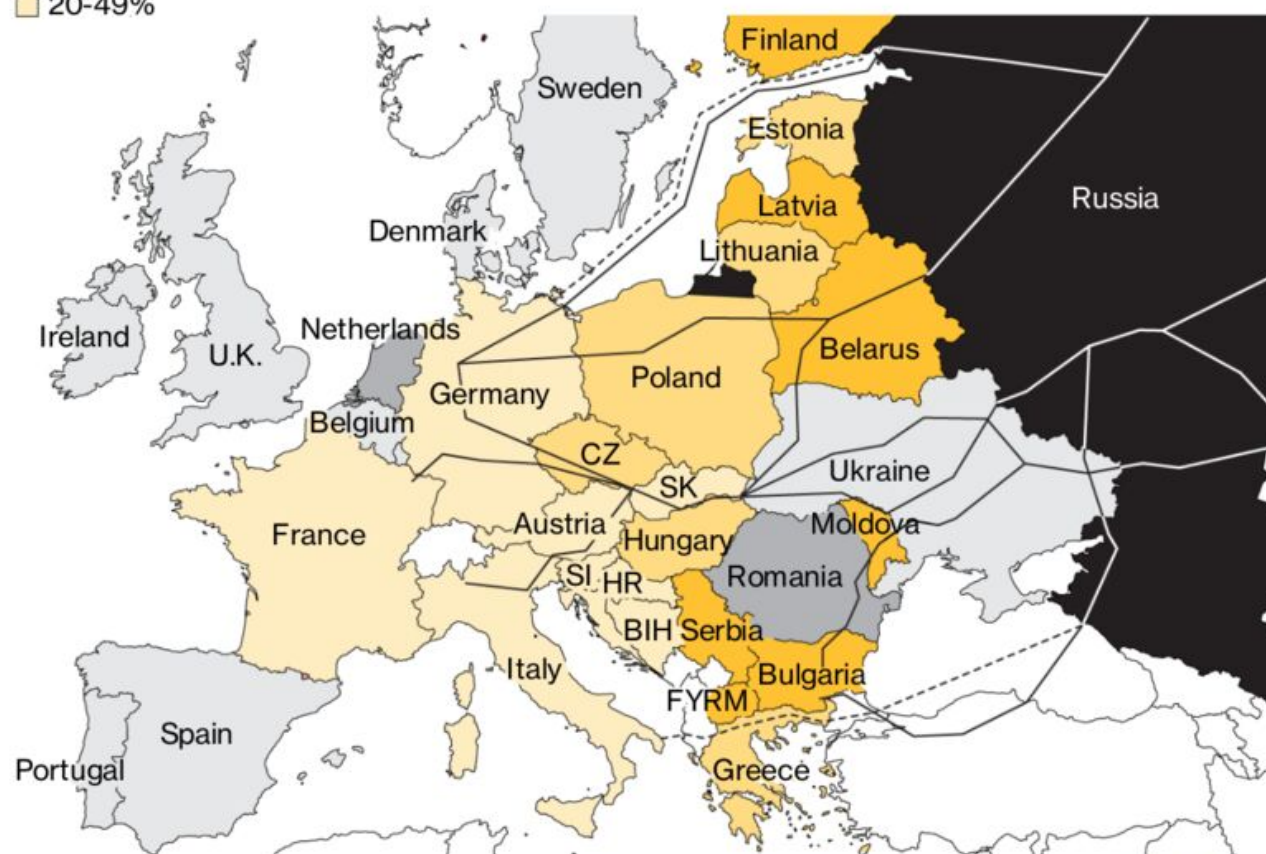 20-49%
Finland
Sweden
Estonia
Russia
Latvia
Denmark
Lithuania
Netherlands
Ireland
U.K.
Belarus
Poland
Germany
Belgium
CZ
Ukraine
SK
Austria
Moldova
France
Hungary
SI
HR
Romania
BIH
Serbia
Italy
Bulgaria
FYRM
Spain
Portugal
Greece